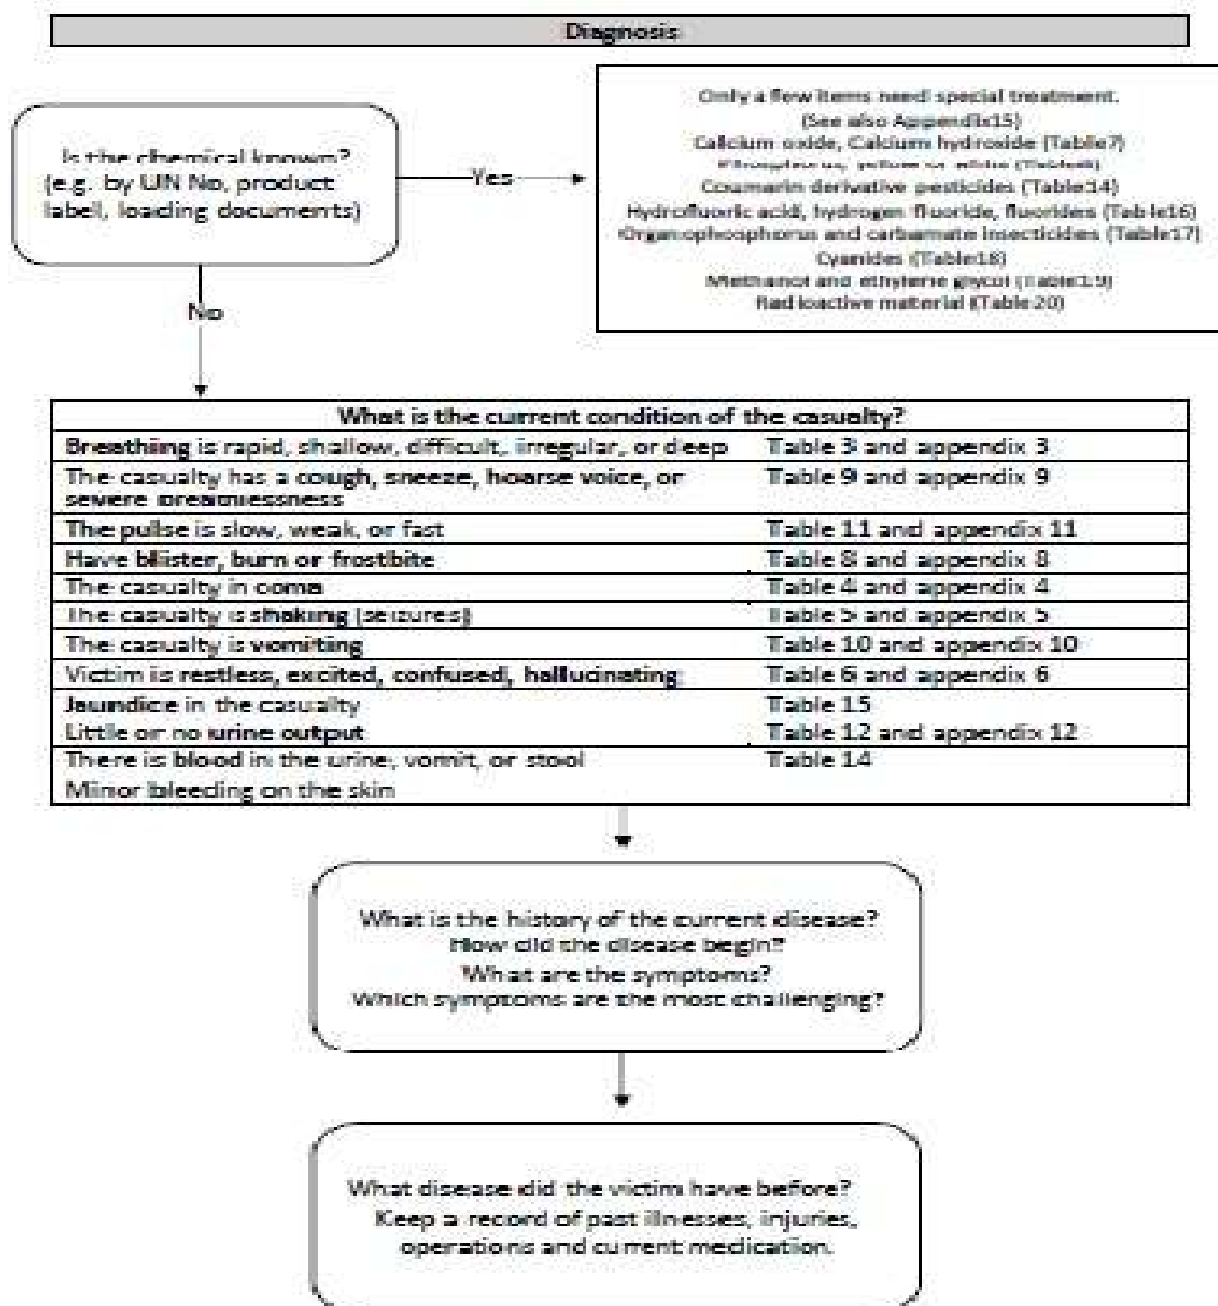 Diagnosis
Is the chemical known?
(e.g. by UN No, product
label, loading documents)
Yes
No
Only a few items need special treatment.
(See also Appendix15)
Calcium oxide, Calcium hydroxide (Table7)
Coumarin derivative pesticides (Table14)
Hydrofluoric acid, hydrogen fluoride, fluorides (Table16)
Organophosphorus and carbamate insecticides (Table17)
Cyanides (Table18)
Methanol and ethylene glycol (Table19)
Radioactive material (Table20)
What is the current condition of the casualty?
Breathing is rapid, shallow, difficult, irregular, or deep Table 3 and appendix 3
The casualty has a cough, sneeze, hoarse voice, or Table 9 and appendix 9
severe breathlessness
The pulse is slow, weak, or fast Table 11 and appendix 11
Have blister, burn or frostbite Table 8 and appendix 8
The casualty in coma Table 4 and appendix 4
The casualty is shaking (seizures) Table 5 and appendix 5
The casualty is vomiting Table 10 and appendix 10
Victim is restless, excited, confused, hallucinating Table 6 and appendix 6
Jaundice in the casualty Table 15
Little or no urine output Table 12 and appendix 12
There is blood in the urine, vomit, or stool Table 14
Minor bleeding on the skin
What is the history of the current disease?
How did the disease begin?
What are the symptoms?
Which symptoms are the most challenging?
What disease did the victim have before?
Keep a record of past illnesses, injuries,
operations and current medication.